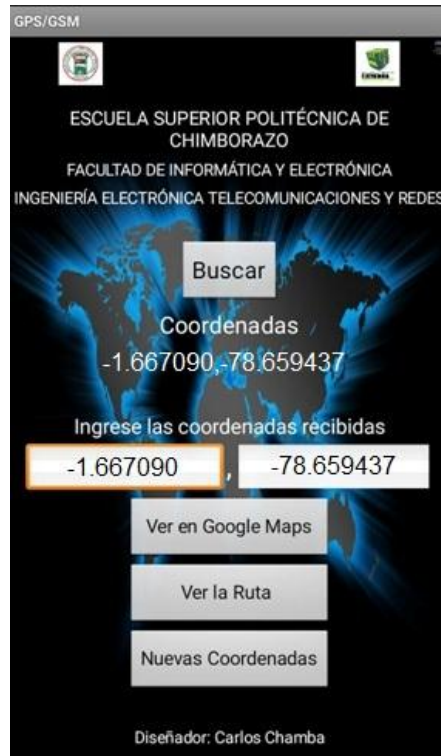 GPS/GSM
ESCUELA SUPERIOR POLITÉCNICA DE
CHIMBORAZO
FACULTAD DE INFORMÁTICA Y ELECTRÓNICA
INGENIERÍA ELECTRÓNICA TELECOMUNICACIONES Y REDES
Buscar
Coordenadas
-1.667090,-78.659437
Ingrese las coordenadas recibidas
-1.667090 , -78.659437
Ver en Google Maps
Ver la Ruta
Nuevas Coordenadas
Diseñador: Carlos Chamba